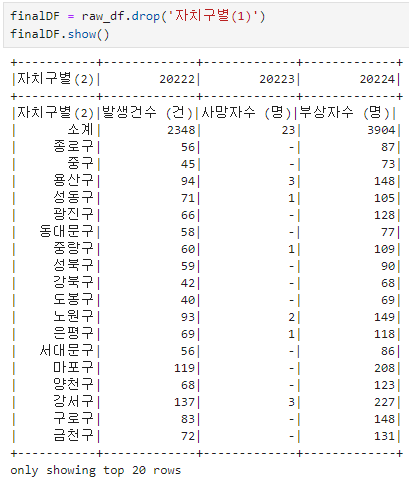 finalDF = raw_df.drop('자치구별(1)')
finalDF.show()
+-----------+-------------+-------------+-------------+
|자치구별(2)| 20222| 20223| 20224|
+-----------+-------------+-------------+-------------+
|자치구별(2)|발생건수 (건)|사망자수 (명)|부상자수 (명)|
| 소계| 2348| 23| 3904|
| 종로구| 56| -| 87|
| 중구| 45| -| 73|
| 용산구| 94| 3| 148|
| 성동구| 71| 1| 105|
| 광진구| 66| -| 128|
| 동대문구| 58| -| 77|
| 중랑구| 60| 1| 109|
| 성북구| 59| -| 90|
| 강북구| 42| -| 68|
| 도봉구| 40| -| 69|
| 노원구| 93| 2| 149|
| 은평구| 69| 1| 118|
| 서대문구| 56| -| 86|
| 마포구| 119| -| 208|
| 양천구| 68| -| 123|
| 강서구| 137| 3| 227|
| 구로구| 83| -| 148|
| 금천구| 72| -| 131|
+-----------+-------------+-------------+-------------+
only showing top 20 rows